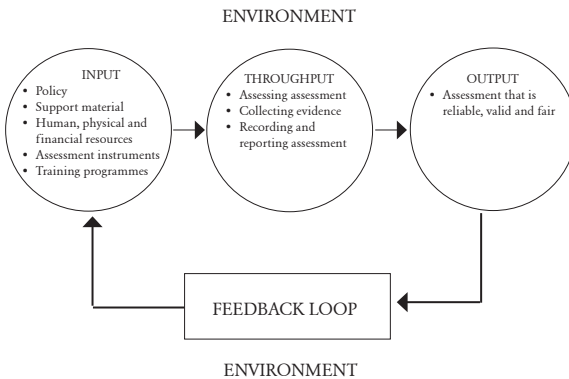 ENVIRONMENT
INPUT
• Policy
• Support material
• Human, physical and
financial resources
• Assessment instruments
• Training programmes
THROUGHPUT
• Assessing assessment
• Collecting evidence
• Recording and
reporting assessment
OUTPUT
• Assessment that is
reliable, valid and fair
FEEDBACK LOOP
ENVIRONMENT